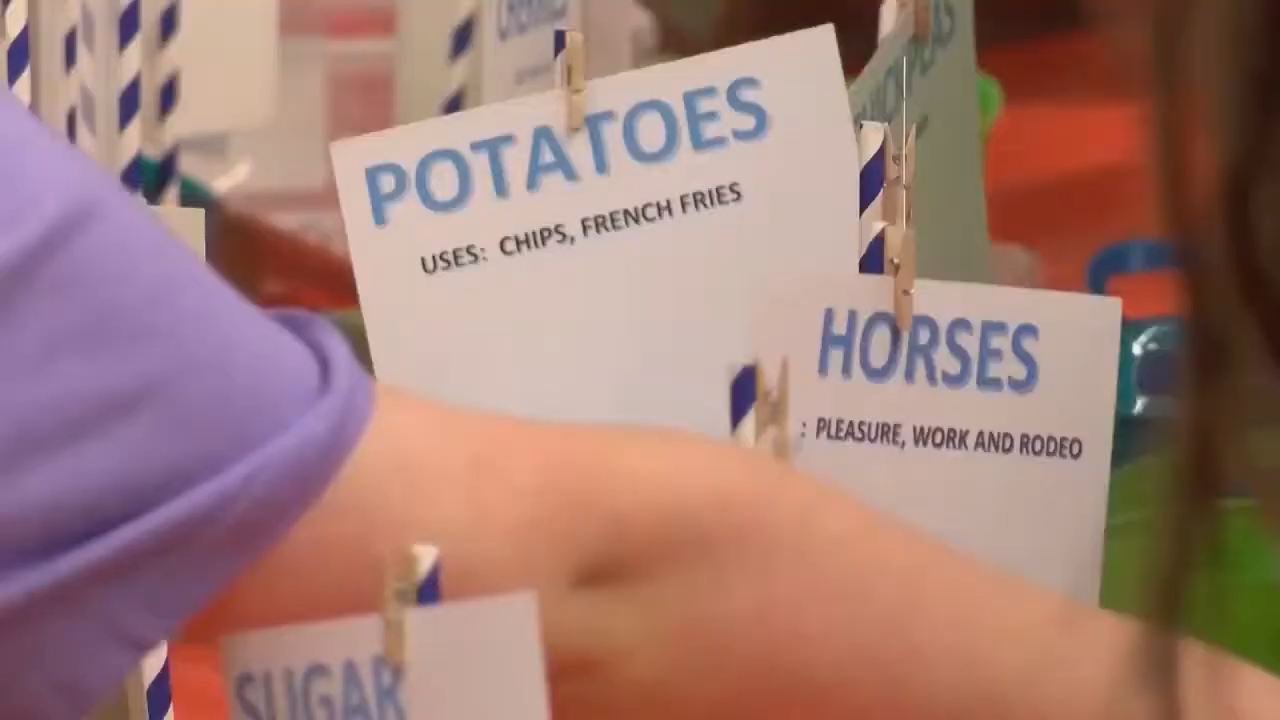 POTATOES
USES: CHIPS, FRENCH FRIES
HORSES
: PLEASURE, WORK AND RODEO
SUGAR